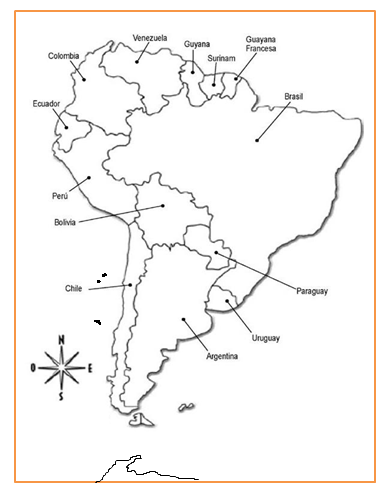 Venezuela
Guyana
Guayana
Francesa
Surinam
Colombia
Ecuador
Brasil
Perú
Bolivia
Chile
Paraguay
Uruguay
Argentina
N
O
E
S